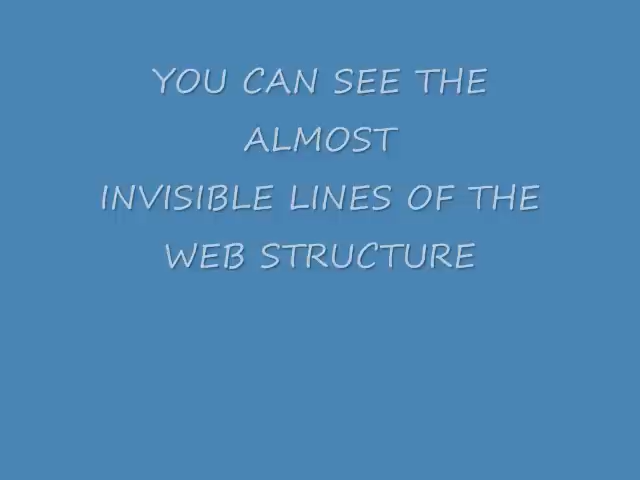 YOU CAN SEE THE
ALMOST
INVISIBLE LINES OF THE
WEB STRUCTURE